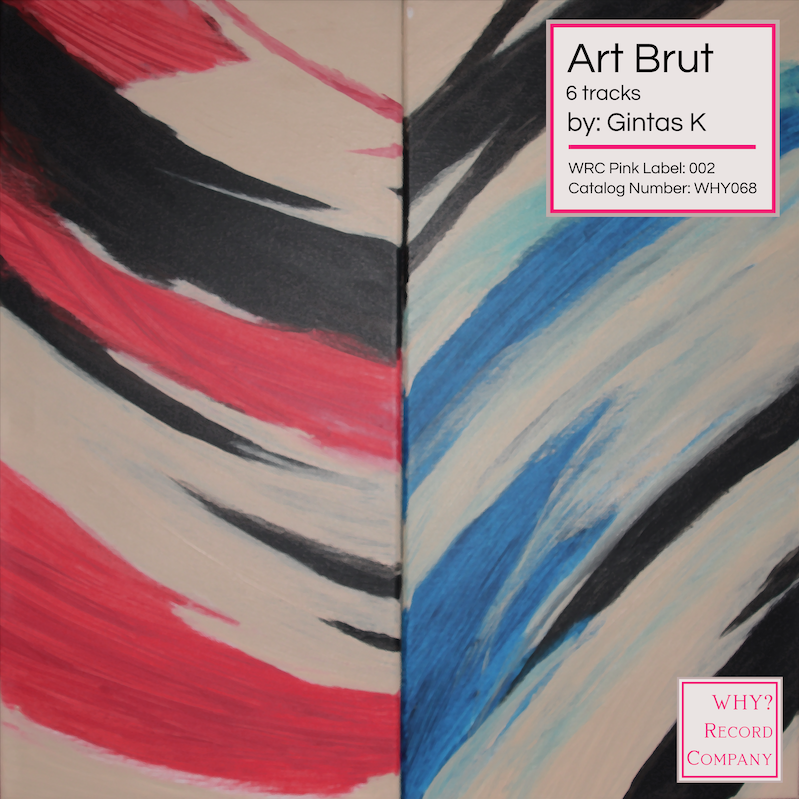 Art Brut
6 tracks
by: Gintas K
WRC Pink Label: 002
Catalog Number: WHY068
WHY?
RECORD
COMPANY